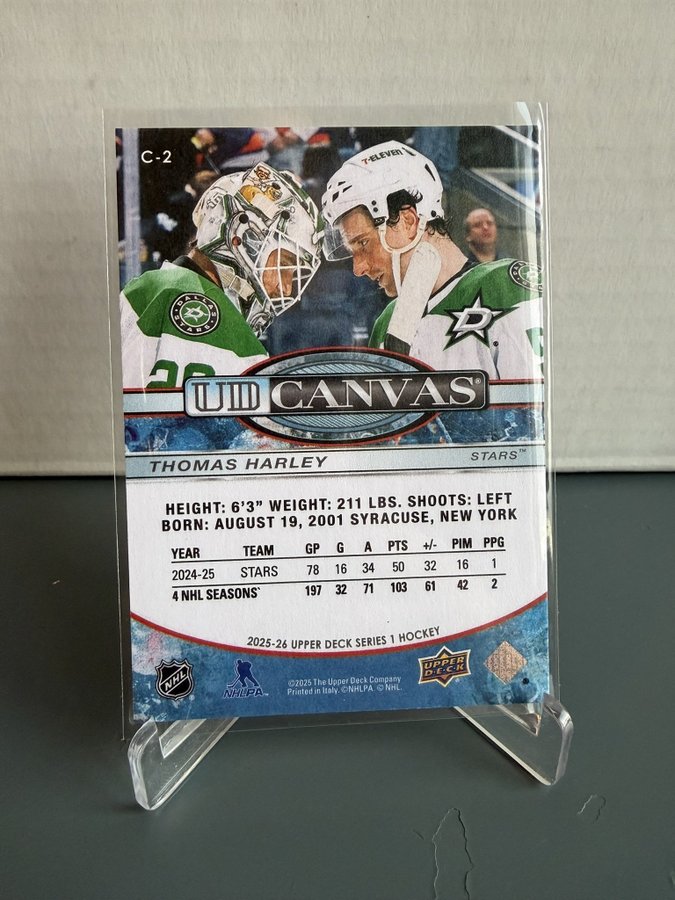 C-2
7-ELEVEN
DALLAS
STARS
D
UD CANVAS®
THOMAS HARLEY STARS™
HEIGHT: 6'3" WEIGHT: 211 LBS. SHOOTS: LEFT
BORN: AUGUST 19, 2001 SYRACUSE, NEW YORK
YEAR TEAM GP G A PTS +/- PIM PPG
2024-25 STARS 78 16 34 50 32 16 1
4 NHL SEASONS 197 32 71 103 61 42 2
2025-26 UPPER DECK SERIES 1 HOCKEY
NHL
NHLPA™
©2025 The Upper Deck Company
Printed in Italy. ©NHLPA. © NHL.
UPPER
DECK